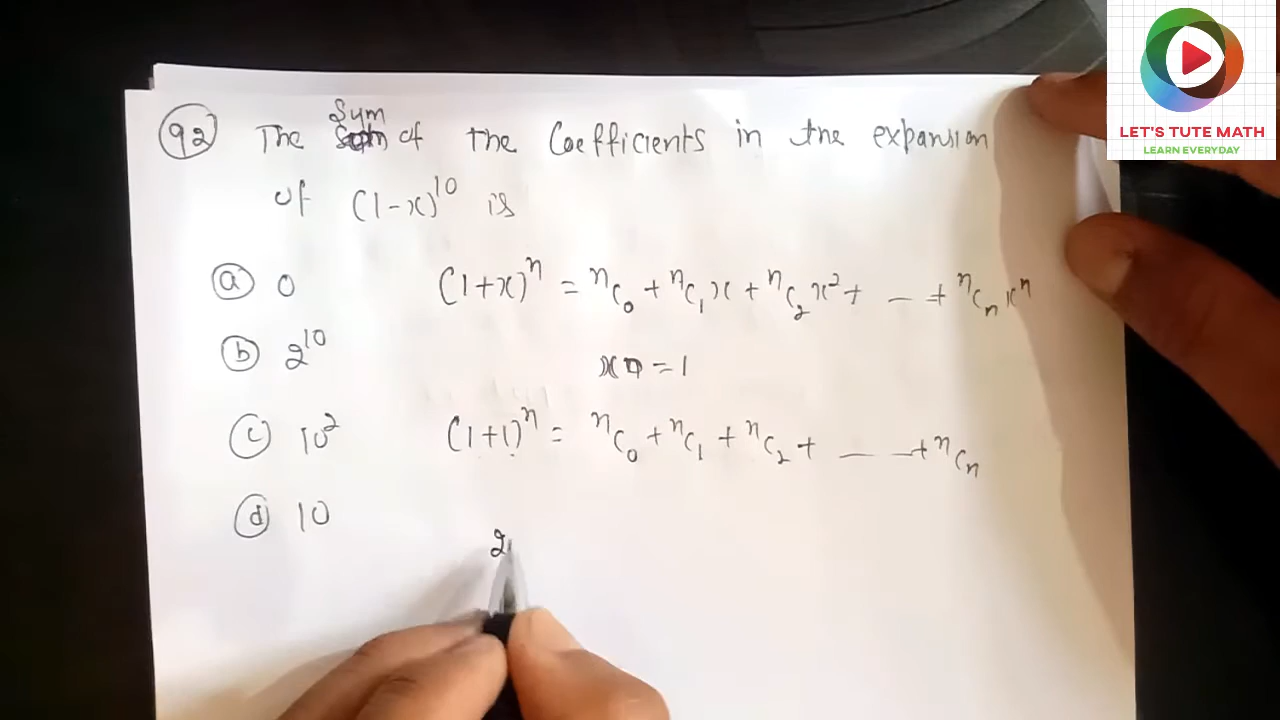 92 The Sum of the Coefficients in the expansion
of (1-x)^10 is
a 0
(1+x)^n = nC0 + nC1 x + nC2 x^2 + _ + nCn x^n
b 2^10
x = 1
c 10^2
(1+1)^n = nC0 + nC1 + nC2 + _ _ + nCn
d 10
2
LET'S TUTE MATH
LEARN EVERYDAY